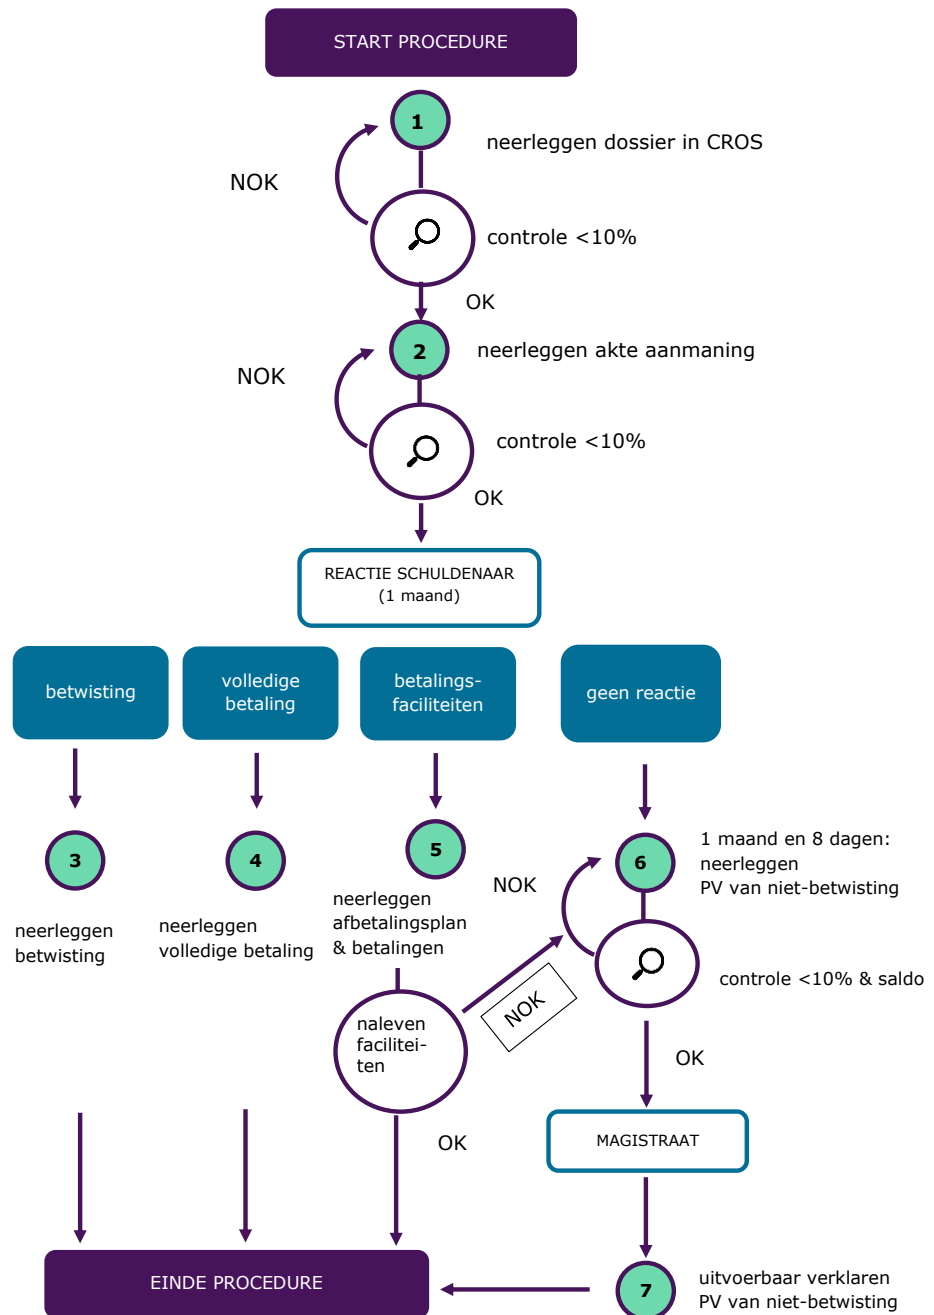 START PROCEDURE
1
neerleggen dossier in CROS
NOK
controle <10%
OK
2
neerleggen akte aanmaning
NOK
controle <10%
OK
REACTIE SCHULDENAAR
(1 maand)
betwisting
volledige
betaling
betalings-
faciliteiten
geen reactie
3
neerleggen
betwisting
4
neerleggen
volledige betaling
5
neerleggen
afbetalingsplan
& betalingen
NOK
6
1 maand en 8 dagen:
neerleggen
PV van niet-betwisting
controle <10% & saldo
naleven
facilitei-
ten
NOK
OK
OK
MAGISTRAAT
EINDE PROCEDURE
7
uitvoerbaar verklaren
PV van niet-betwisting